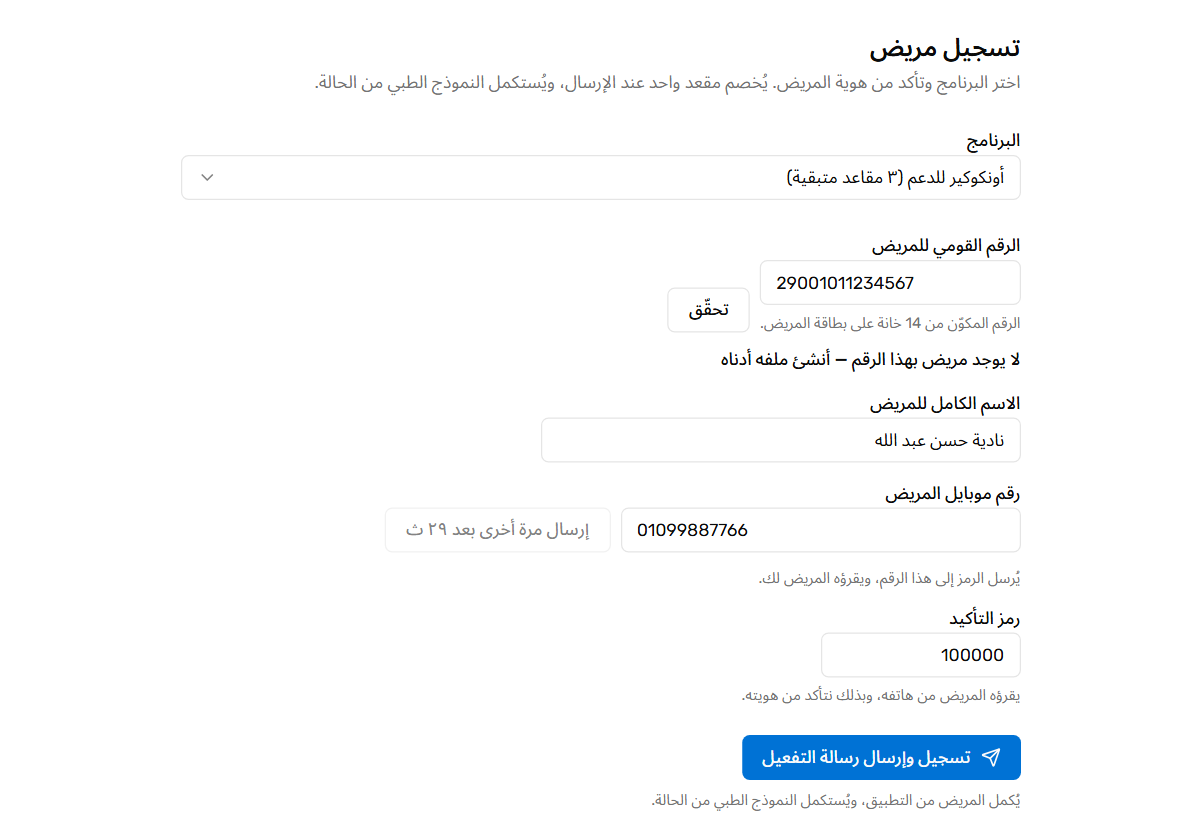 تسجيل مريض
اختر البرنامج وتأكد من هوية المريض. يُخصم مقعد واحد عند الإرسال، ويُستكمل النموذج الطبي من الحالة.
البرنامج
أونكوكير للدعم (٣ مقاعد متبقية)
الرقم القومي للمريض
29001011234567
تحقّق
الرقم المكوّن من 14 خانة على بطاقة المريض.
لا يوجد مريض بهذا الرقم – أنشئ ملفه أدناه
الاسم الكامل للمريض
نادية حسن عبد الله
رقم موبايل المريض
01099887766
إرسال مرة أخرى بعد ٢٩ ث
يُرسل الرمز إلى هذا الرقم، ويقرؤه المريض لك.
رمز التأكيد
100000
يقرؤه المريض من هاتفه، وبذلك نتأكد من هويته.
تسجيل وإرسال رسالة التفعيل
يُكمل المريض من التطبيق، ويُستكمل النموذج الطبي من الحالة.